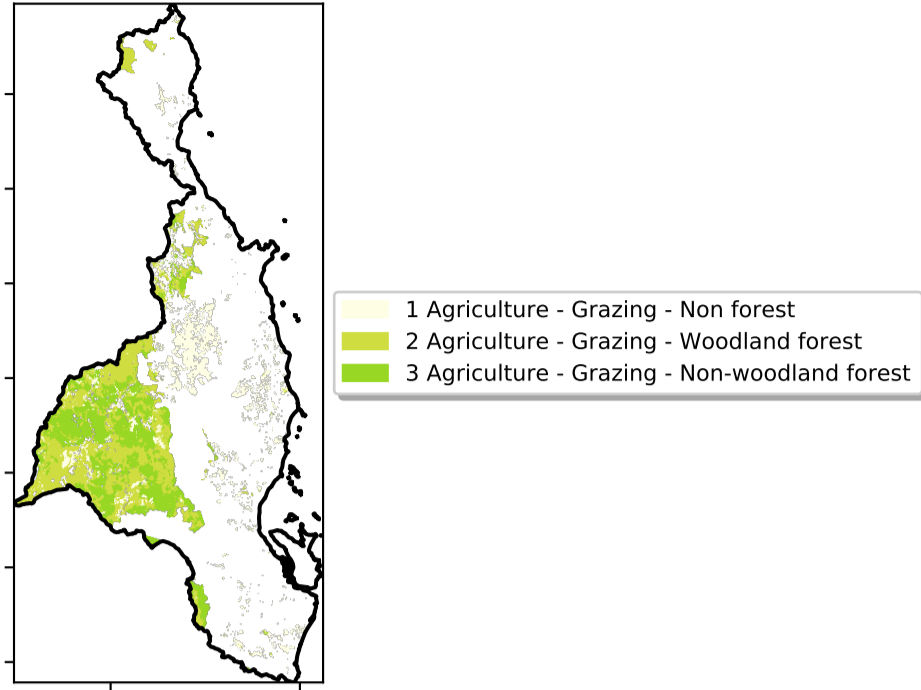 1 Agriculture - Grazing - Non forest
2 Agriculture - Grazing - Woodland forest
3 Agriculture - Grazing - Non-woodland forest